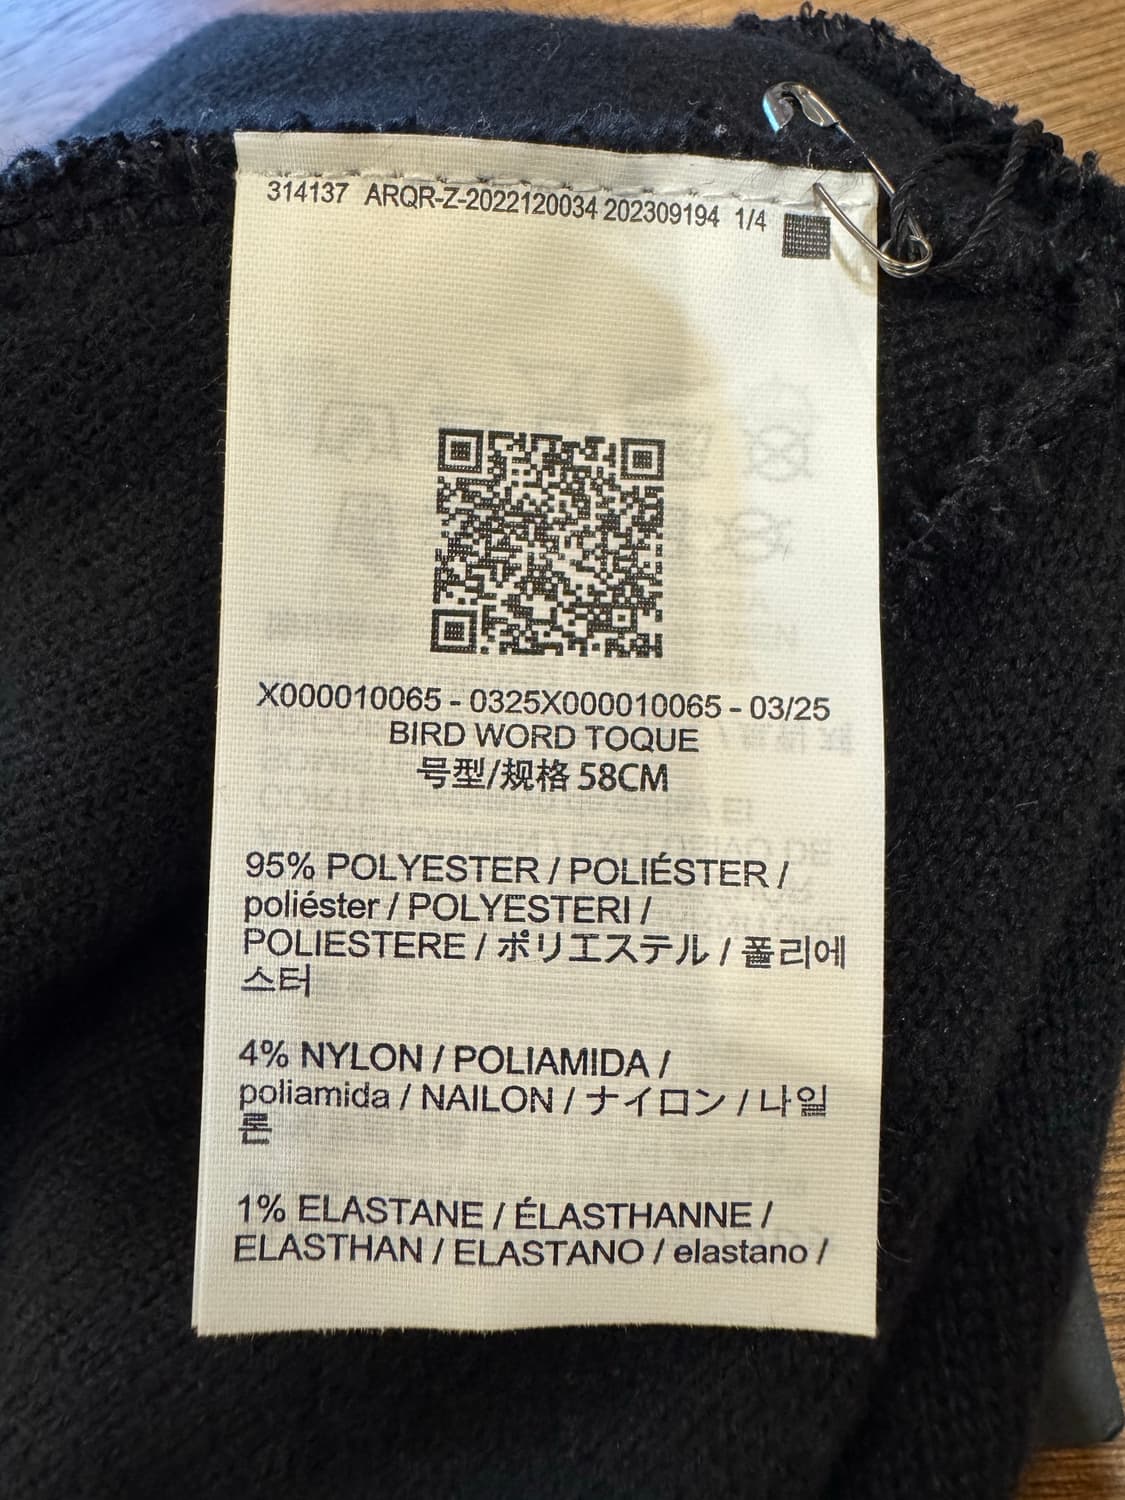 314137 ARQR-Z-2022120034 202309194 1/4
X000010065 - 0325X000010065 - 03/25
BIRD WORD TOQUE
号型/规格 58CM
95% POLYESTER / POLIÉSTER /
poliéster / POLYESTERI /
POLIESTERE / ポリエステル / 폴리에
스터
4% NYLON / POLIAMIDA /
poliamida / NAILON / ナイロン / 나일
론
1% ELASTANE / ÉLASTHANNE /
ELASTHAN / ELASTANO / elastano /